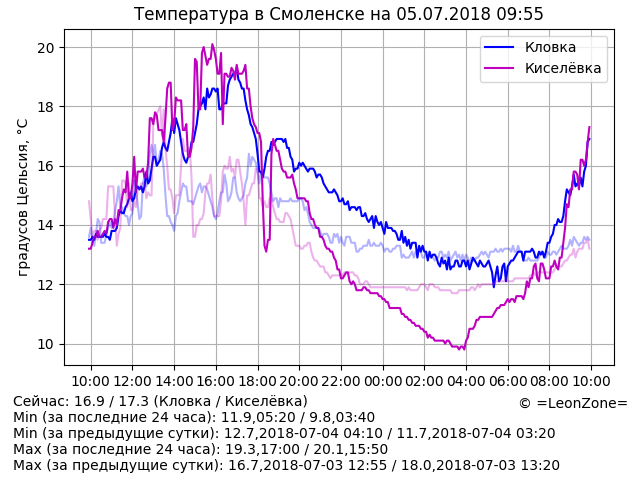 Температура в Смоленске на 05.07.2018 09:55
градусов Цельсия, °C
20
18
16
14
12
10
Кловка
Киселёвка
10:00 12:00 14:00 16:00 18:00 20:00 22:00 00:00 02:00 04:00 06:00 08:00 10:00
Сейчас: 16.9 / 17.3 (Кловка / Киселёвка)
© =LeonZone=
Min (за последние 24 часа): 11.9,05:20 / 9.8,03:40
Min (за предыдущие сутки): 12.7,2018-07-04 04:10 / 11.7,2018-07-04 03:20
Max (за последние 24 часа): 19.3,17:00 / 20.1,15:50
Max (за предыдущие сутки): 16.7,2018-07-03 12:55 / 18.0,2018-07-03 13:20